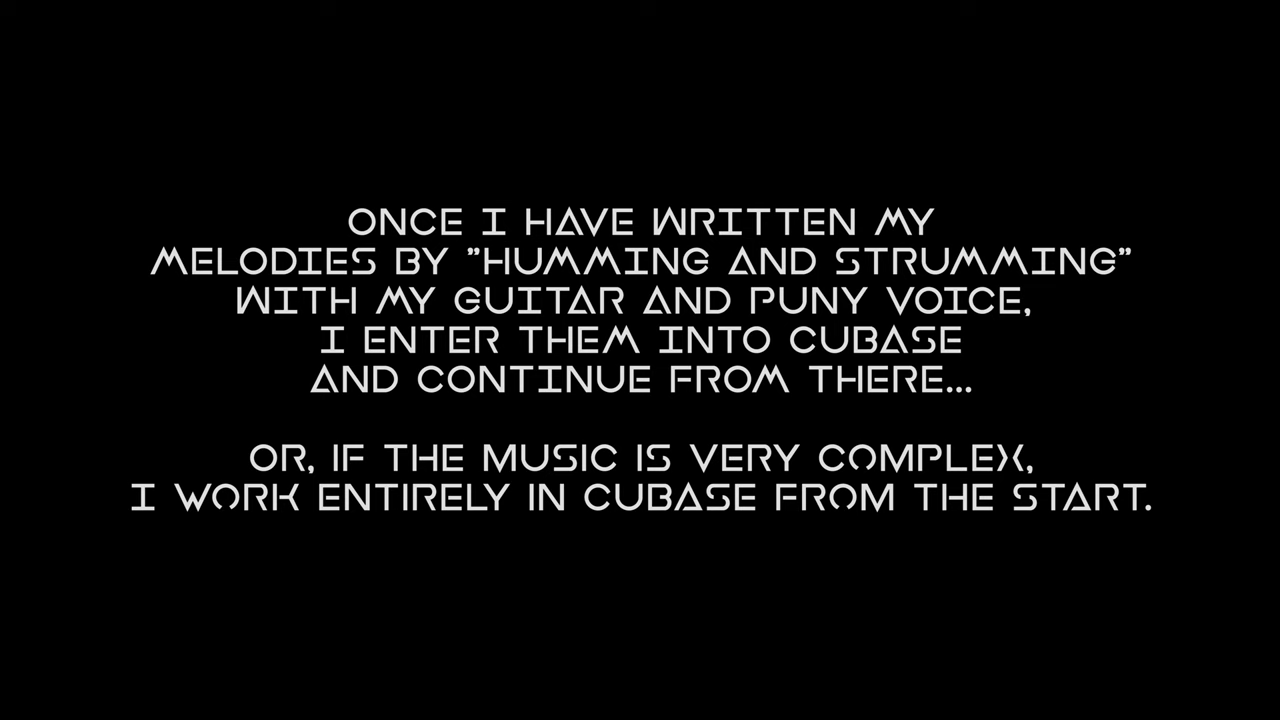 ONCE I HAVE WRITTEN MY
MELODIES BY "HUMMING AND STRUMMING"
WITH MY GUITAR AND PUNY VOICE,
I ENTER THEM INTO CUBASE
AND CONTINUE FROM THERE...
OR, IF THE MUSIC IS VERY COMPLEX,
I WORK ENTIRELY IN CUBASE FROM THE START.